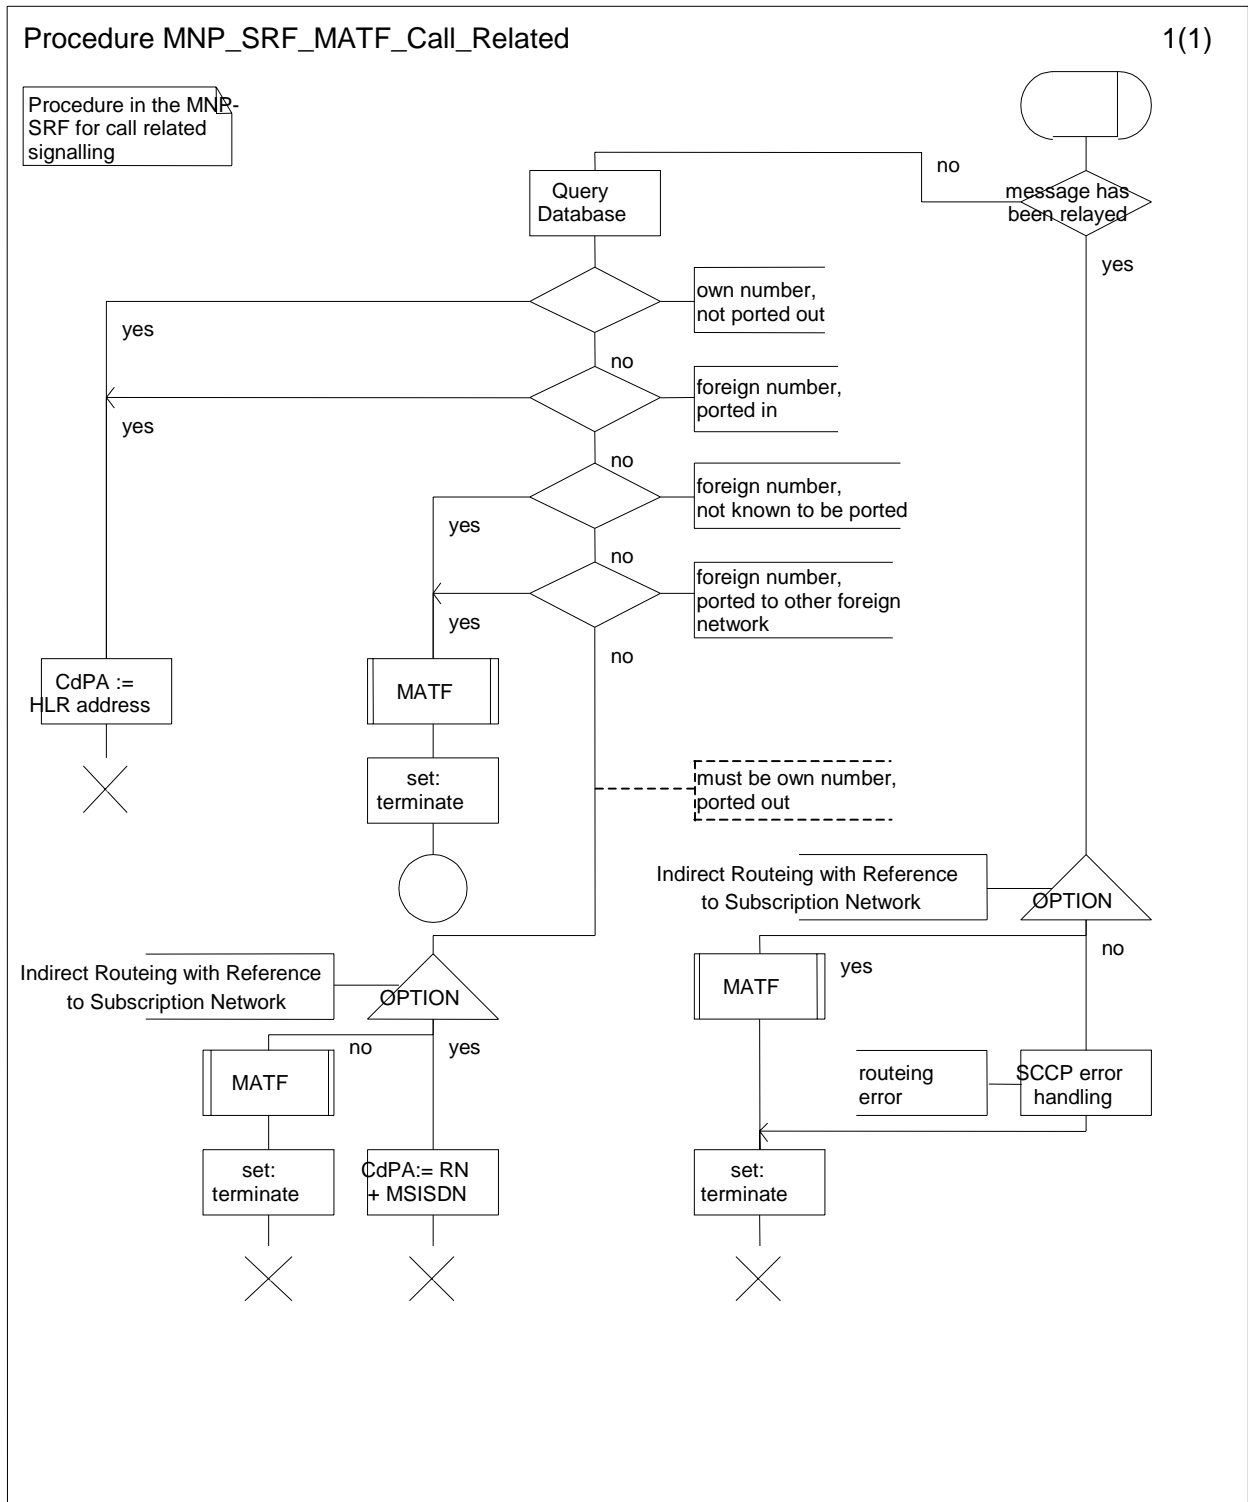 Procedure MNP_SRF_MATF_Call_Related
1(1)
Procedure in the MNP-
SRF for call related
signalling
no
message has
been relayed
yes
Query
Database
own number,
not ported out
yes
no
foreign number,
ported in
yes
no
foreign number,
not known to be ported
yes
no
foreign number,
ported to other foreign
network
yes
no
CdPA :=
HLR address
MATF
set:
terminate
must be own number,
ported out
Indirect Routeing with Reference
to Subscription Network
OPTION
no
yes
MATF
Indirect Routeing with Reference
to Subscription Network
OPTION
no
yes
MATF
routeing
error
SCCP error
handling
set:
terminate
CdPA:= RN
+ MSISDN
set:
terminate